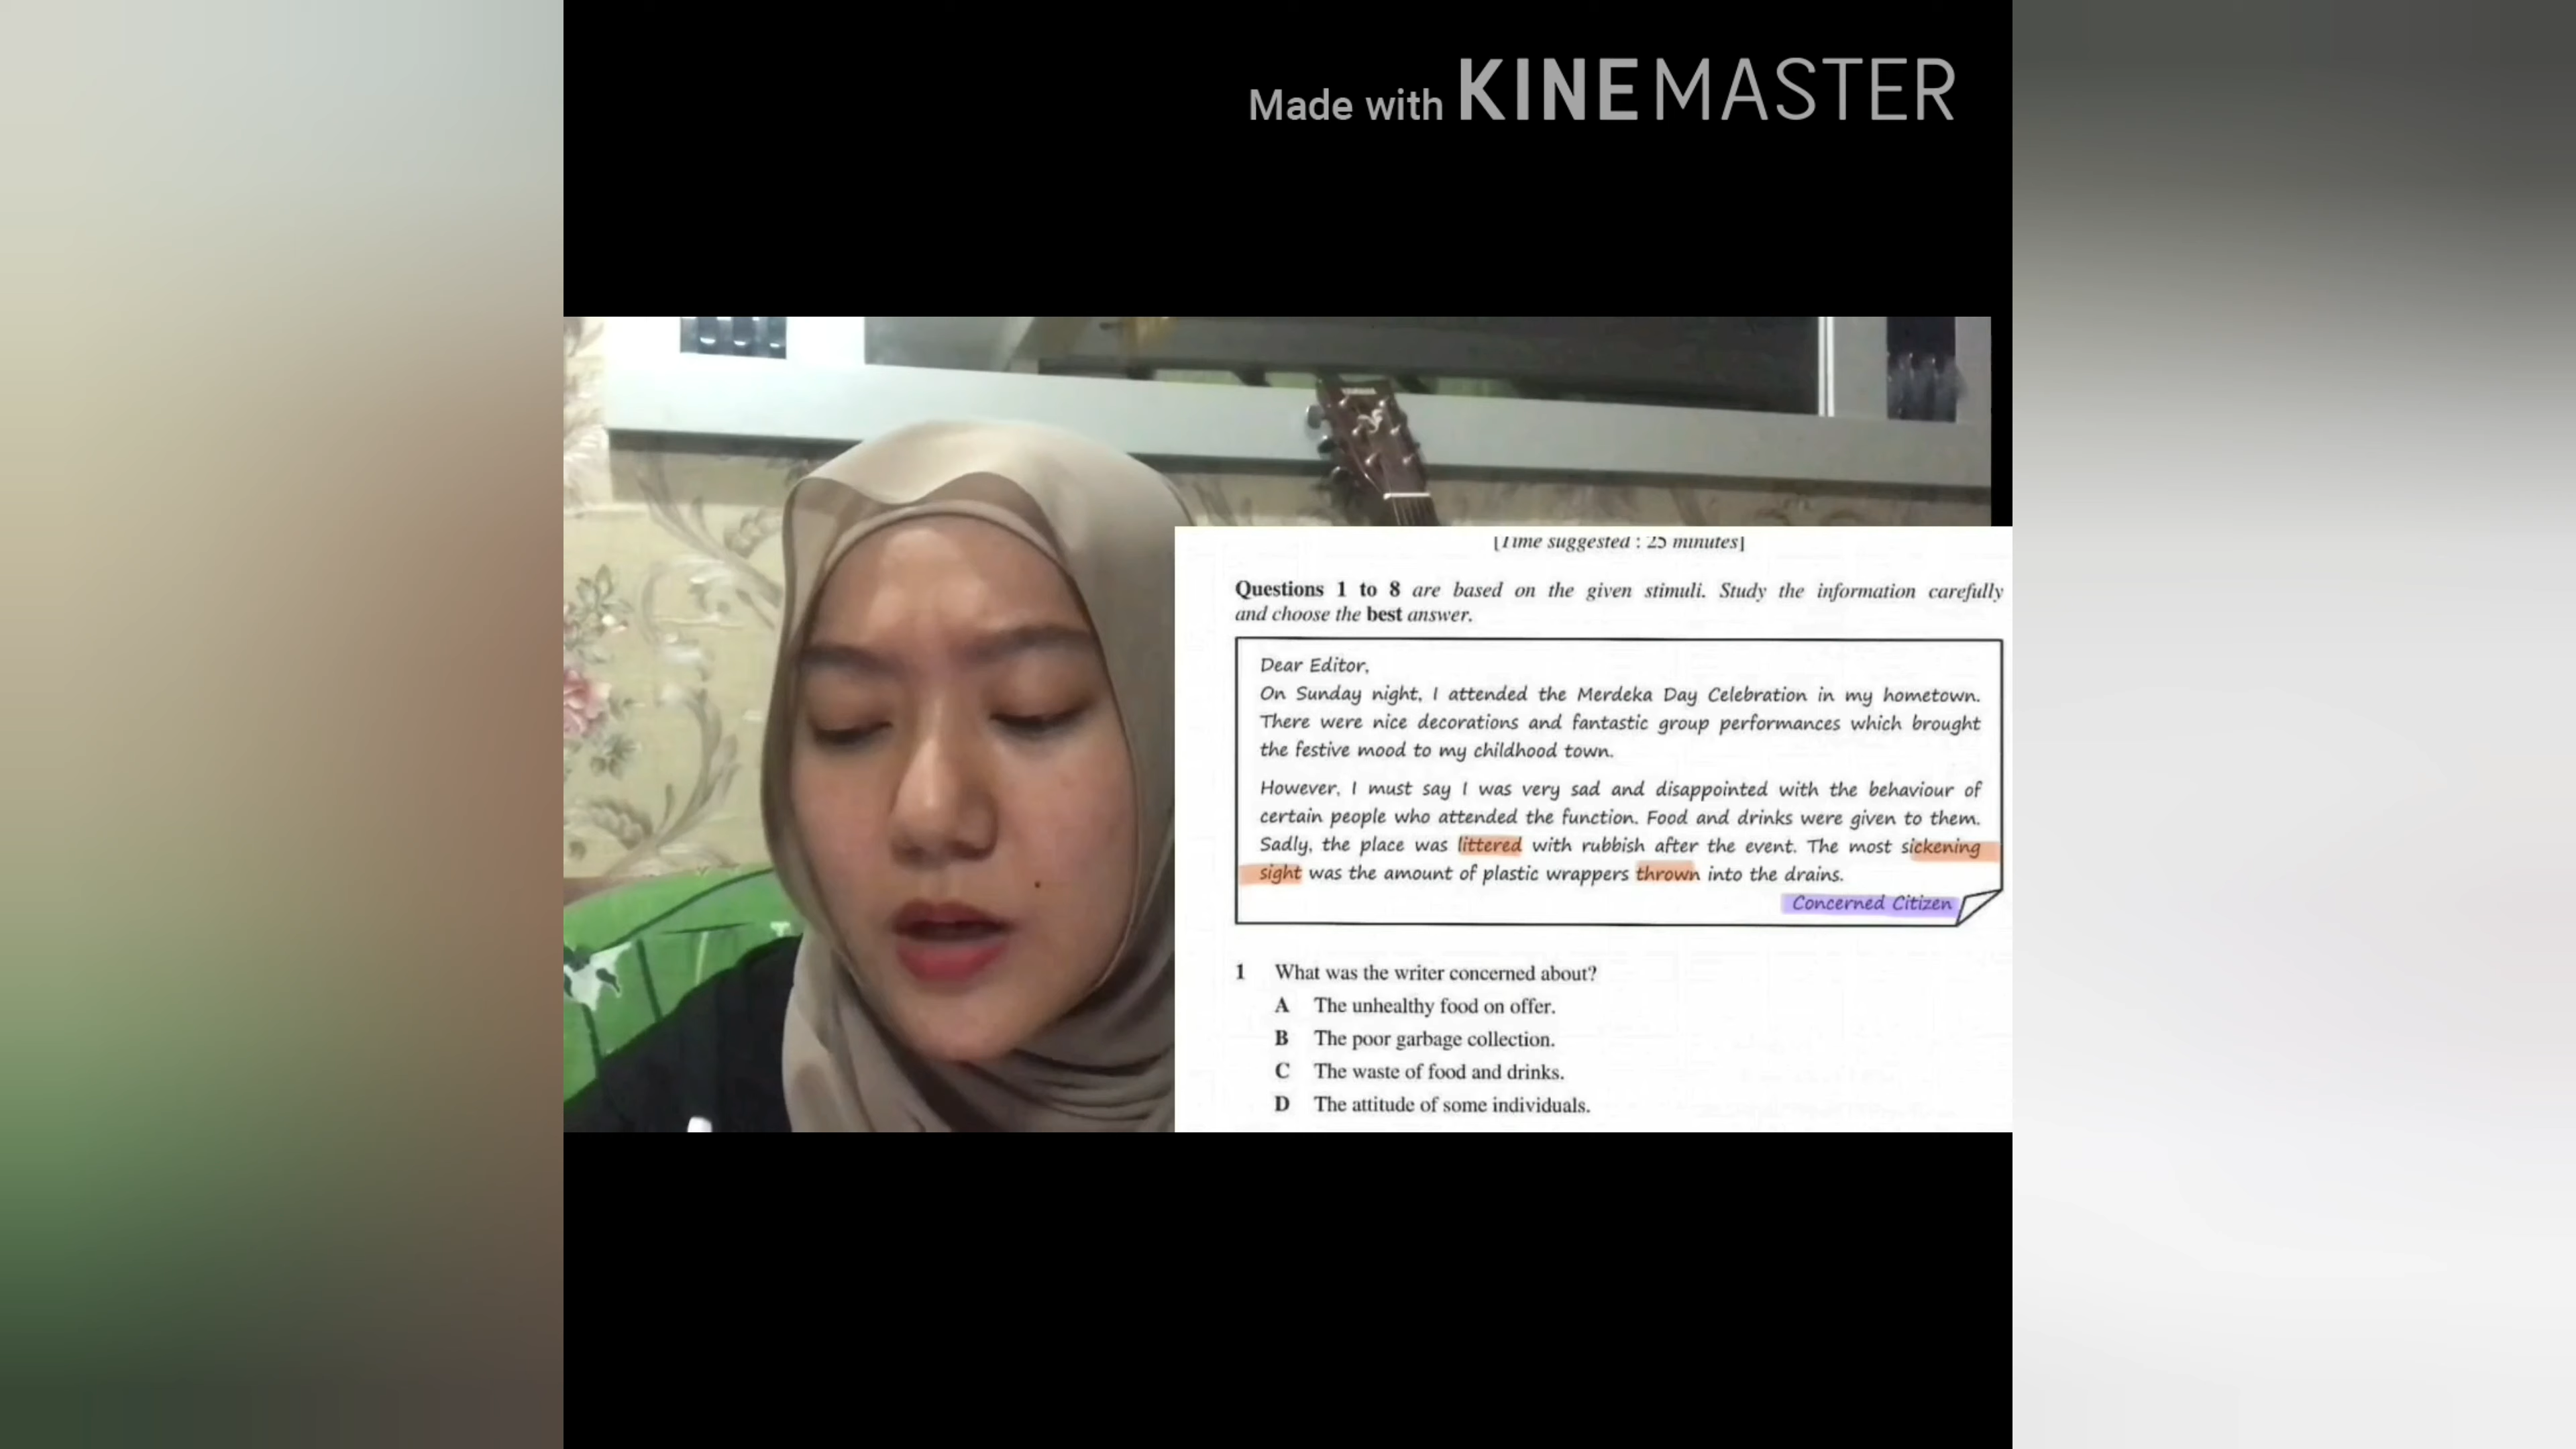 Made with KINEMASTER
[Time suggested : 25 minutes]
Questions 1 to 8 are based on the given stimuli. Study the information carefully
and choose the best answer.
Dear Editor,
On Sunday night, I attended the Merdeka Day Celebration in my hometown.
There were nice decorations and fantastic group performances which brought
the festive mood to my childhood town.
However, I must say I was very sad and disappointed with the behaviour of
certain people who attended the function. Food and drinks were given to them.
Sadly, the place was littered with rubbish after the event. The most sickening
sight was the amount of plastic wrappers thrown into the drains.
Concerned Citizen
1 What was the writer concerned about?
A The unhealthy food on offer.
B The poor garbage collection.
C The waste of food and drinks.
D The attitude of some individuals.